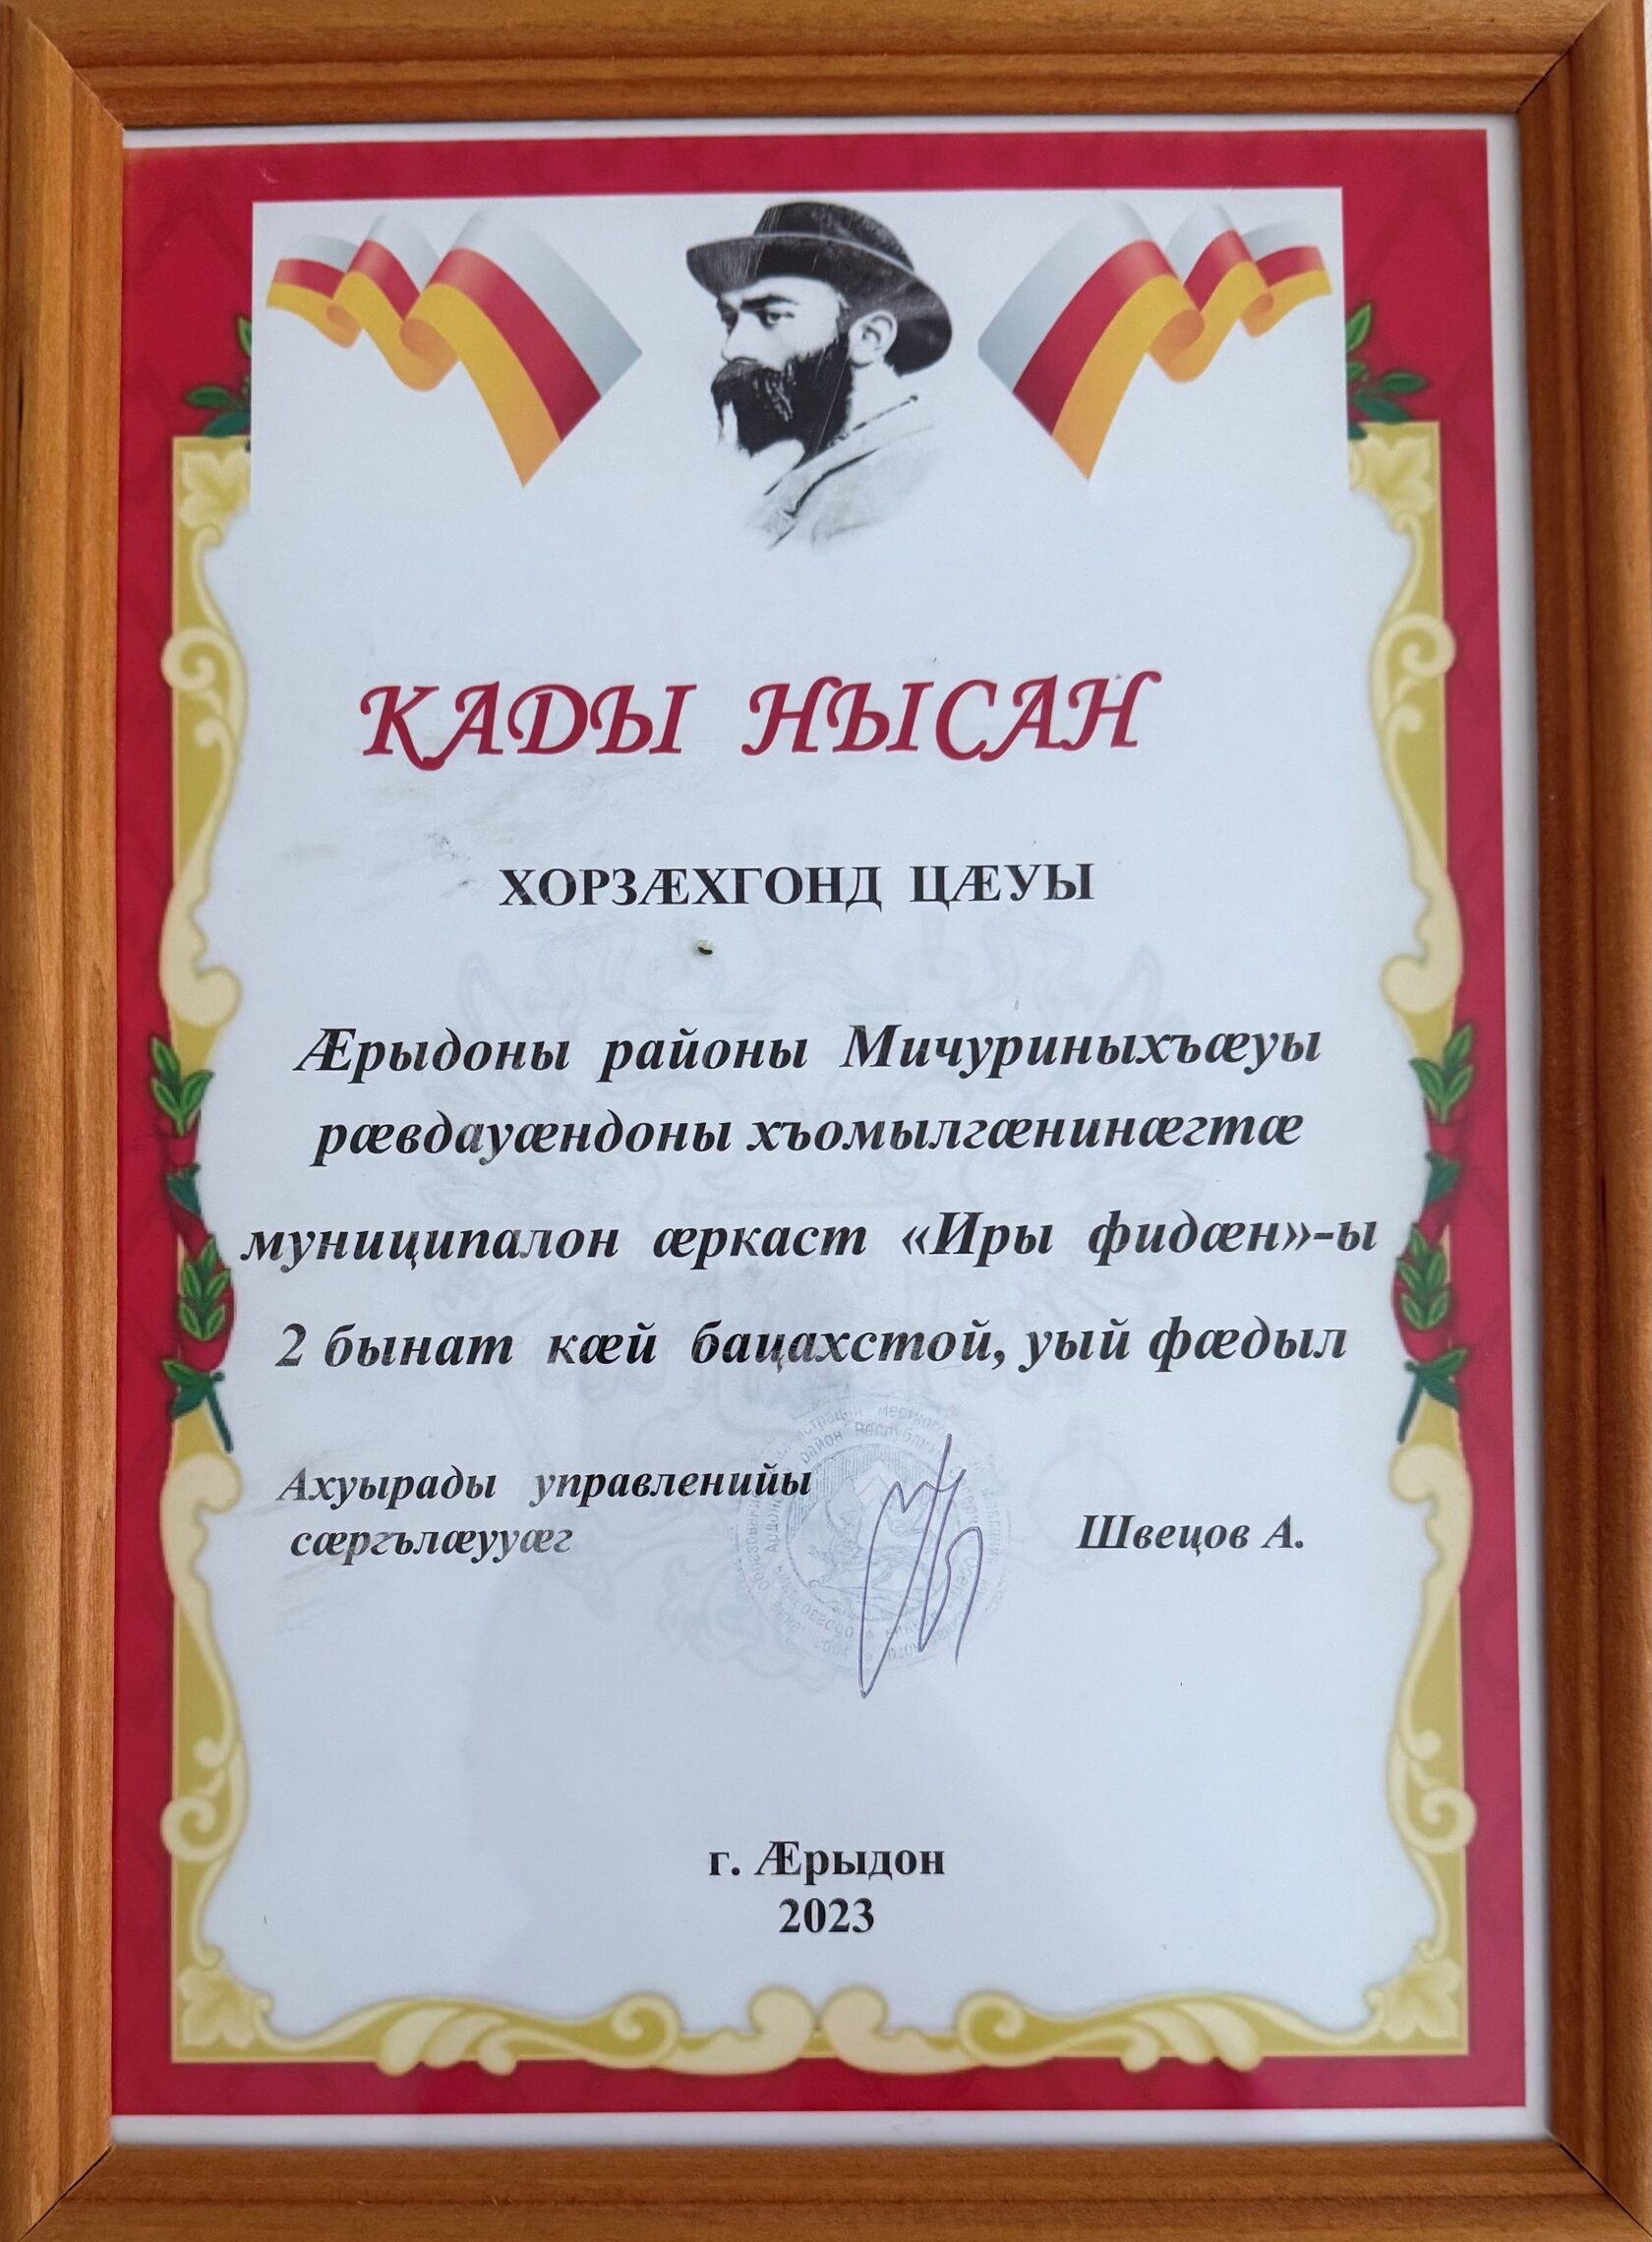 КАДЫ НЫСАН
ХОРЗÆХГОНД ЦÆУЫ
Æрыдоны районы Мичуриныхъæуы
рæвдауæндоны хъомылгæнинæгтæ
муниципалон æркаст «Иры фидæн»-ы
2 бынат кæй бацахстой, уый фæдыл
Ахуырады управленийы
сæргълæууæг
Швецов А.
г. Æрыдон
2023